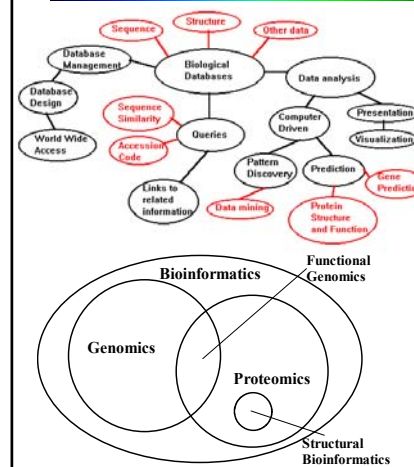 Sequence
Structure
Other data
Database
Management
Biological
Databases
Data analysis
Database
Design
World Wide
Access
Sequence
Similarity
Accession
Code
Queries
Links to
related
information
Computer
Driven
Presentation
Visualization
Pattern
Discovery
Prediction
Data mining
Gene
Predictio
Protein
Structure
and Function
Functional
Genomics
Bioinformatics
Genomics
Proteomics
Structural
Bioinformatics